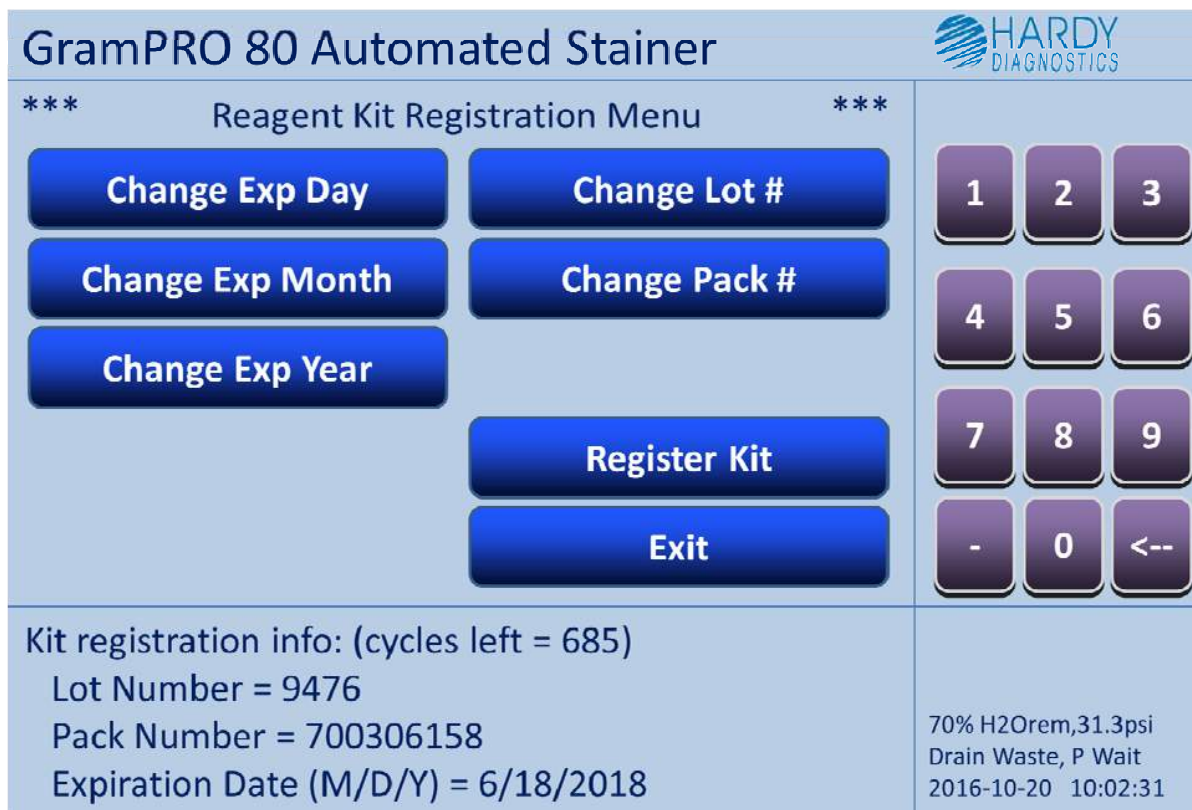 GramPRO 80 Automated Stainer
HARDY
DIAGNOSTICS
*** Reagent Kit Registration Menu ***
Change Exp Day
Change Lot #
Change Exp Month
Change Pack #
Change Exp Year
Register Kit
Exit
1 2 3
4 5 6
7 8 9
- 0 <--
Kit registration info: (cycles left = 685)
Lot Number = 9476
Pack Number = 700306158
Expiration Date (M/D/Y) = 6/18/2018
70% H2Orem,31.3psi
Drain Waste, P Wait
2016-10-20 10:02:31